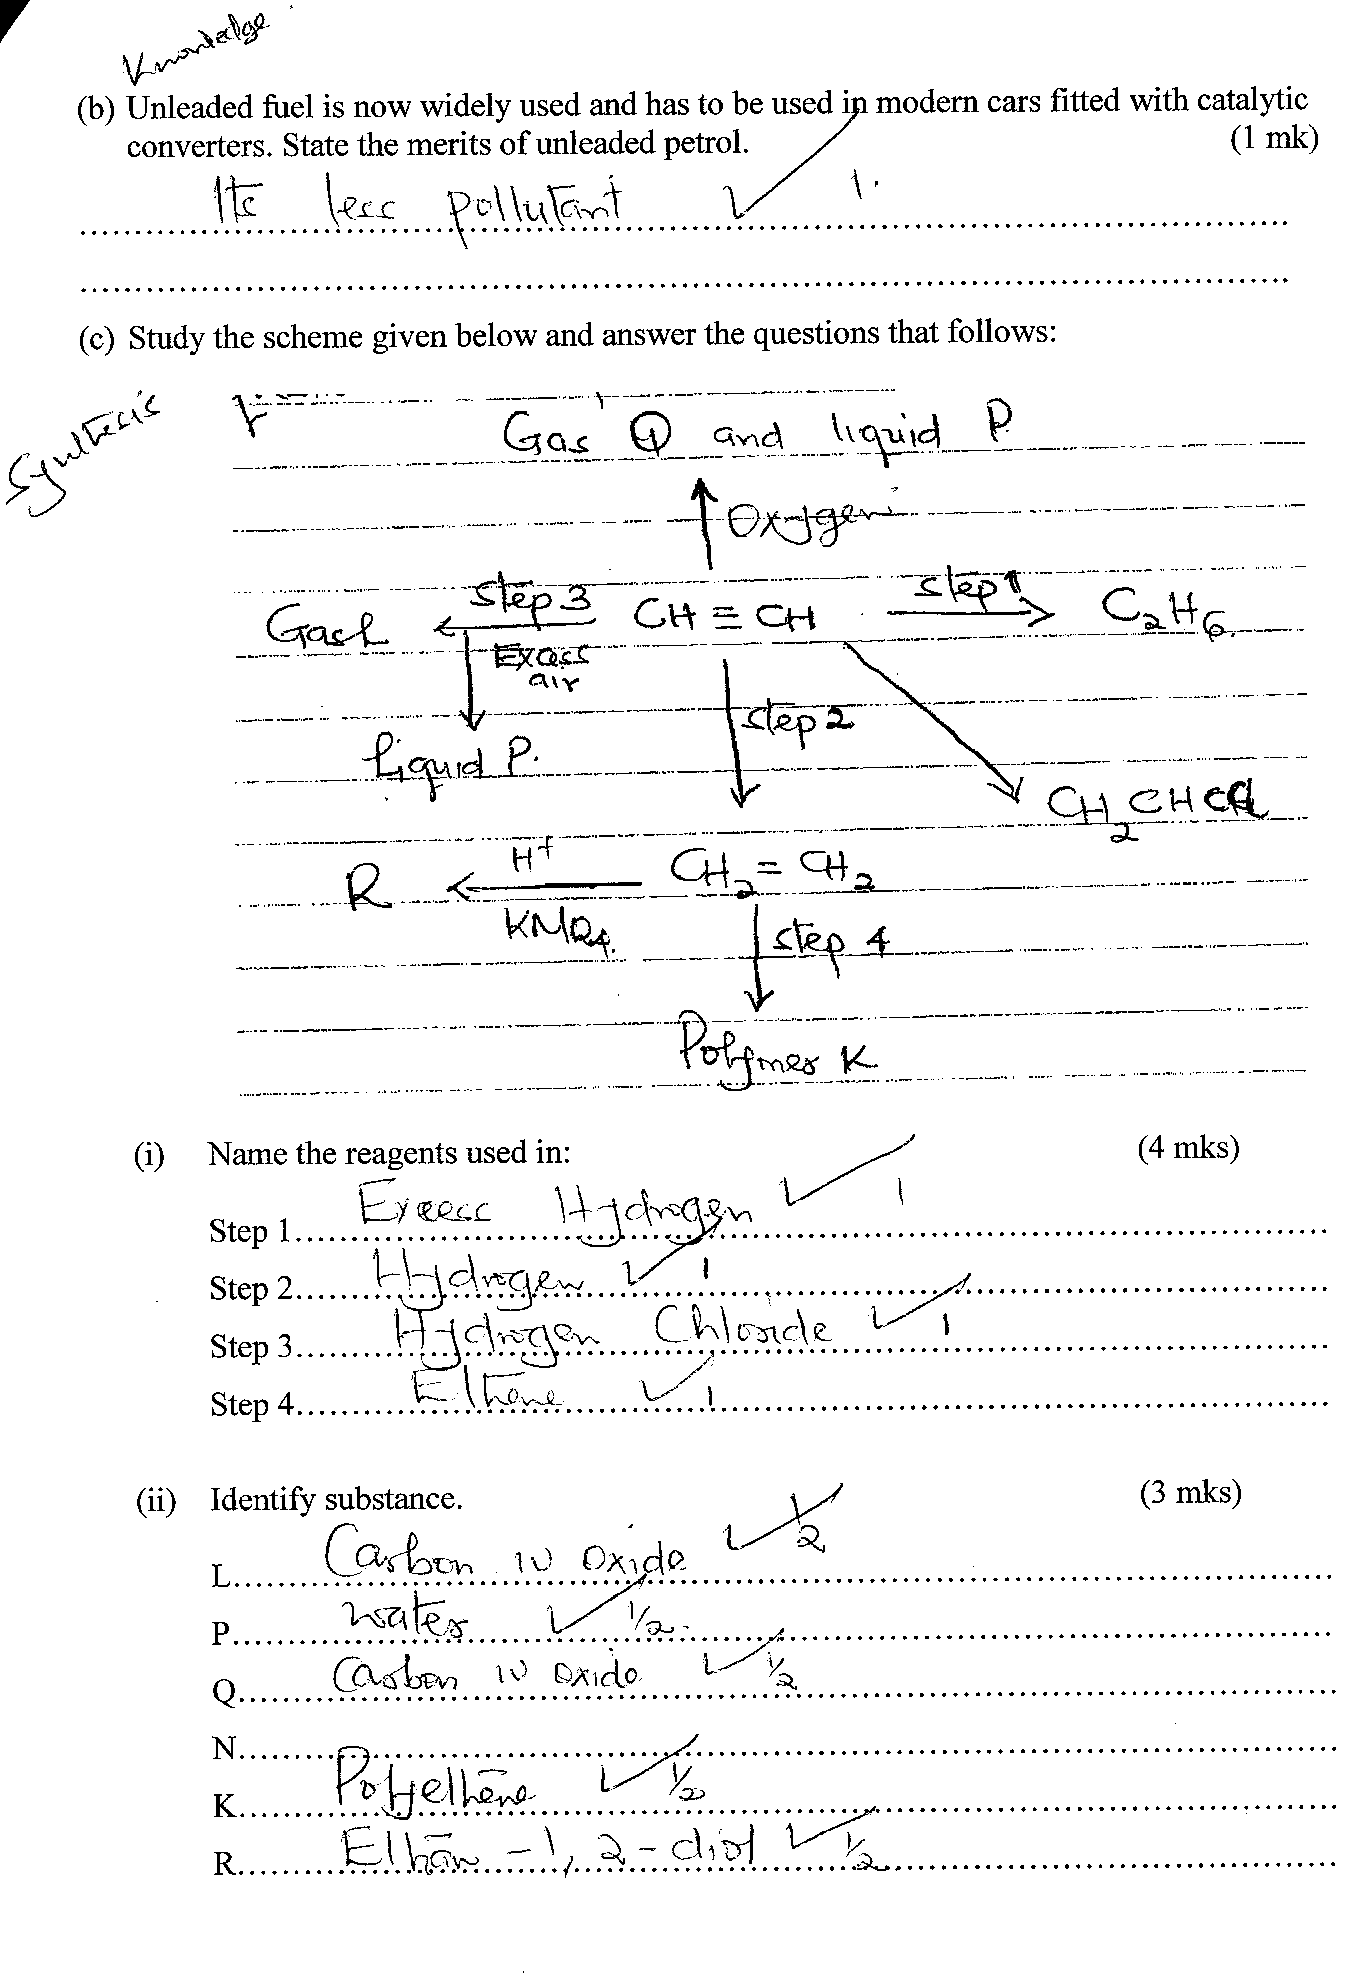 Knowledge
(b) Unleaded fuel is now widely used and has to be used in modern cars fitted with catalytic
converters. State the merits of unleaded petrol. (1 mk)
Its less pollutant 1.
(c) Study the scheme given below and answer the questions that follows:
Synthesis
Gas Q and liquid P
Oxygen
Gas L Step 3 CH ≡ CH Step 1 C2H6
Excess
air
step 2
Liquid P.
CH2 CHCl
R H+ CH2 = CH2
KMnO4.
step 4
Polymer K
(i) Name the reagents used in: (4 mks)
Step 1 Excess Hydrogen 1
Step 2 Hydrogen 1
Step 3 Hydrogen Chloride 1
Step 4 Ethene 1
(ii) Identify substance. (3 mks)
L Carbon iv oxide 1/2
P water 1/2
Q Carbon iv oxide 1/2
N
K Polyethene 1/2
R Ethan - 1, 2 - diol 1/2